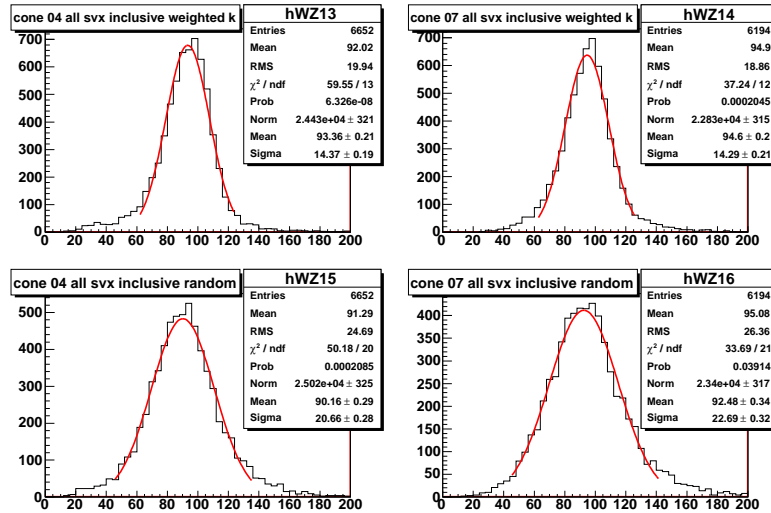 cone 04 all svx inclusive weighted k
hWZ13
Entries 6652
Mean 92.02
RMS 19.94
χ² / ndf 59.55 / 13
Prob 6.326e-08
Norm 2.443e+04 ± 321
Mean 93.36 ± 0.21
Sigma 14.37 ± 0.19
700
600
500
400
300
200
100
0
0 20 40 60 80 100 120 140 160 180 200
cone 07 all svx inclusive weighted k
hWZ14
Entries 6194
Mean 94.9
RMS 18.86
χ² / ndf 37.24 / 12
Prob 0.0002045
Norm 2.283e+04 ± 315
Mean 94.6 ± 0.2
Sigma 14.29 ± 0.21
700
600
500
400
300
200
100
0
0 20 40 60 80 100 120 140 160 180 200
cone 04 all svx inclusive random
hWZ15
Entries 6652
Mean 91.29
RMS 24.69
χ² / ndf 50.18 / 20
Prob 0.0002085
Norm 2.502e+04 ± 325
Mean 90.16 ± 0.29
Sigma 20.66 ± 0.28
500
400
300
200
100
0
0 20 40 60 80 100 120 140 160 180 200
cone 07 all svx inclusive random
hWZ16
Entries 6194
Mean 95.08
RMS 26.36
χ² / ndf 33.69 / 21
Prob 0.03914
Norm 2.34e+04 ± 317
Mean 92.48 ± 0.34
Sigma 22.69 ± 0.32
400
350
300
250
200
150
100
50
0
0 20 40 60 80 100 120 140 160 180 200